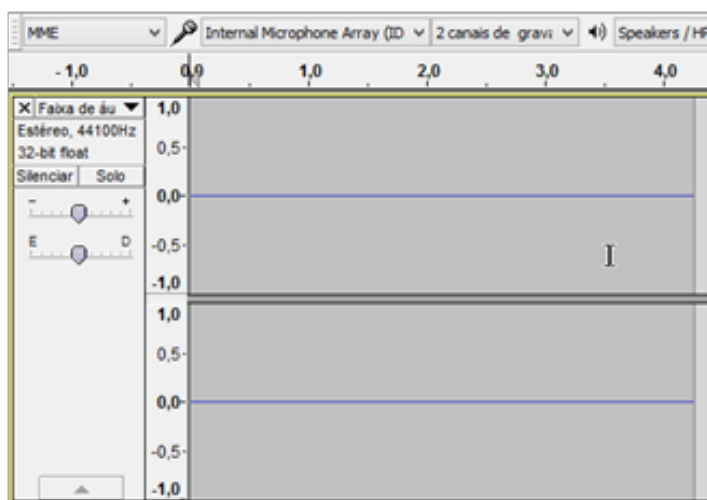 MME Internal Microphone Array (ID 2 canais de grava Speakers / HP
-1,0 0,0 1,0 2,0 3,0 4,0
X Faixa de áu 1,0
Estéreo, 44100Hz
32-bit float 0,5
Silenciar Solo
- + 0,0
E D -0,5
-1,0
1,0
0,5
0,0
-0,5
-1,0